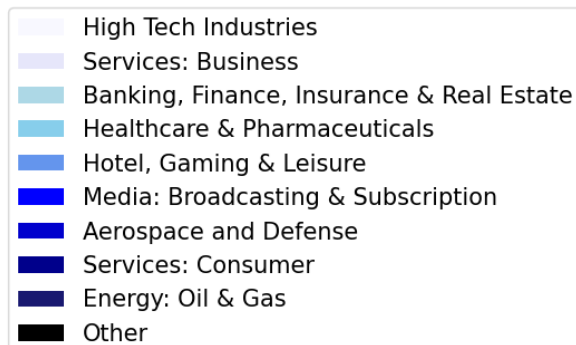 High Tech Industries
Services: Business
Banking, Finance, Insurance & Real Estate
Healthcare & Pharmaceuticals
Hotel, Gaming & Leisure
Media: Broadcasting & Subscription
Aerospace and Defense
Services: Consumer
Energy: Oil & Gas
Other